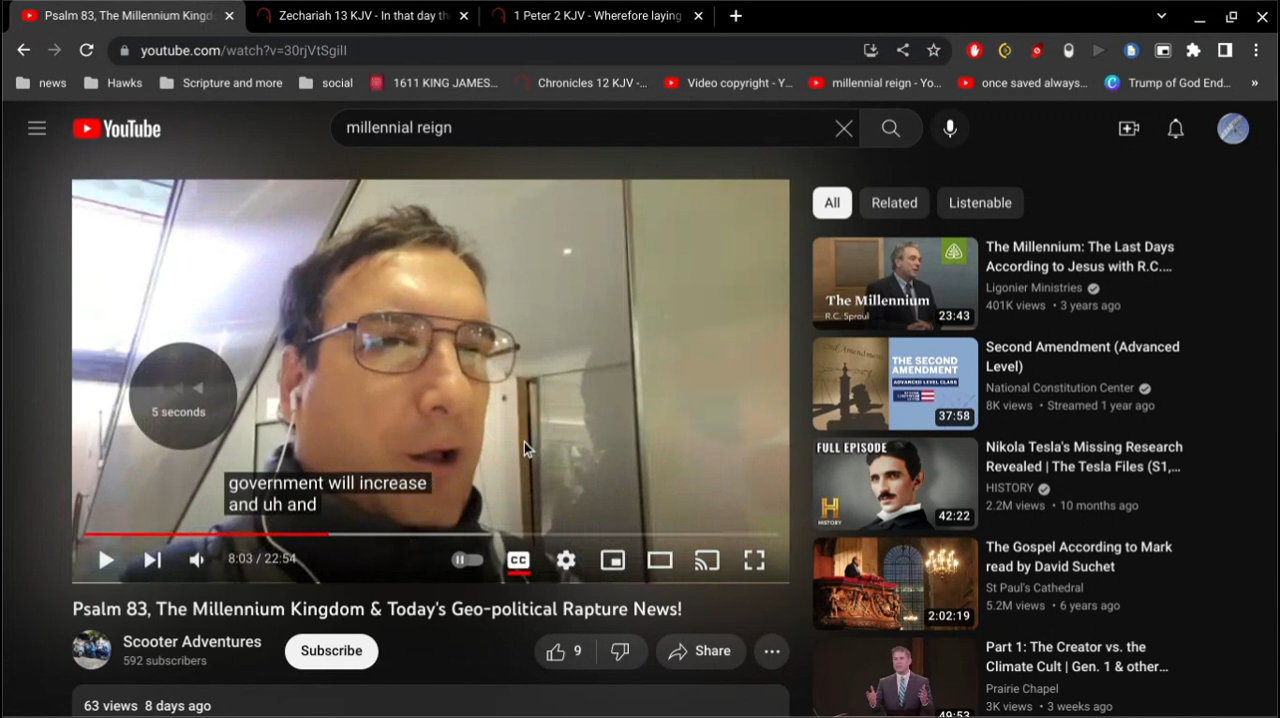 Psalm 83, The Millennium Kingd
Zechariah 13 KJV - In that day th
1 Peter 2 KJV - Wherefore laying
youtube.com/watch?v=30rjVtSgiII
news
Hawks
Scripture and more
social
1611 KING JAMES...
Chronicles 12 KJV -...
Video copyright - Y...
millennial reign - Yo...
once saved always...
Trump of God End...
»
YouTube
millennial reign
5 seconds
government will increase
and uh and
8:03 / 22:54
CC
Psalm 83, The Millennium Kingdom & Today's Geo-political Rapture News!
Scooter Adventures
592 subscribers
Subscribe
9
Share
63 views 8 days ago
All
Related
Listenable
The Millennium
R.C. Sproul
23:43
The Millennium: The Last Days
According to Jesus with R.C....
Ligonier Ministries
401K views • 3 years ago
THE SECOND
AMENDMENT
ADVANCED LEVEL CLASS
37:58
Second Amendment (Advanced
Level)
National Constitution Center
8K views • Streamed 1 year ago
FULL EPISODE
H
HISTORY
42:22
Nikola Tesla's Missing Research
Revealed | The Tesla Files (S1,...
HISTORY
2.2M views • 10 months ago
2:02:19
The Gospel According to Mark
read by David Suchet
St Paul's Cathedral
5.2M views • 6 years ago
49:53
Part 1: The Creator vs. the
Climate Cult | Gen. 1 & other...
Prairie Chapel
3K views • 3 weeks ago